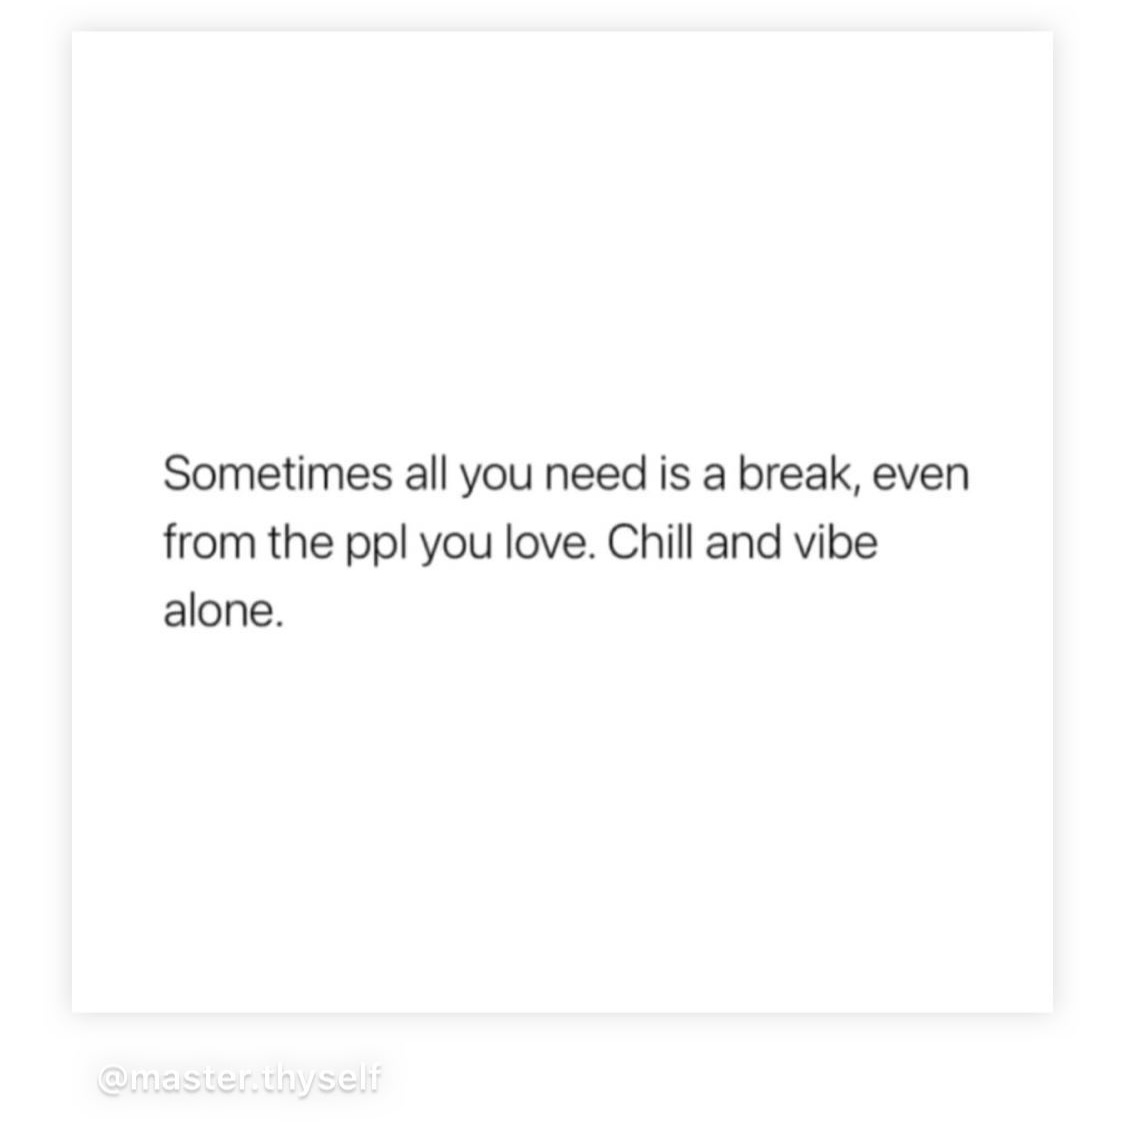 Sometimes all you need is a break, even
from the ppl you love. Chill and vibe
alone.
@master.thyself